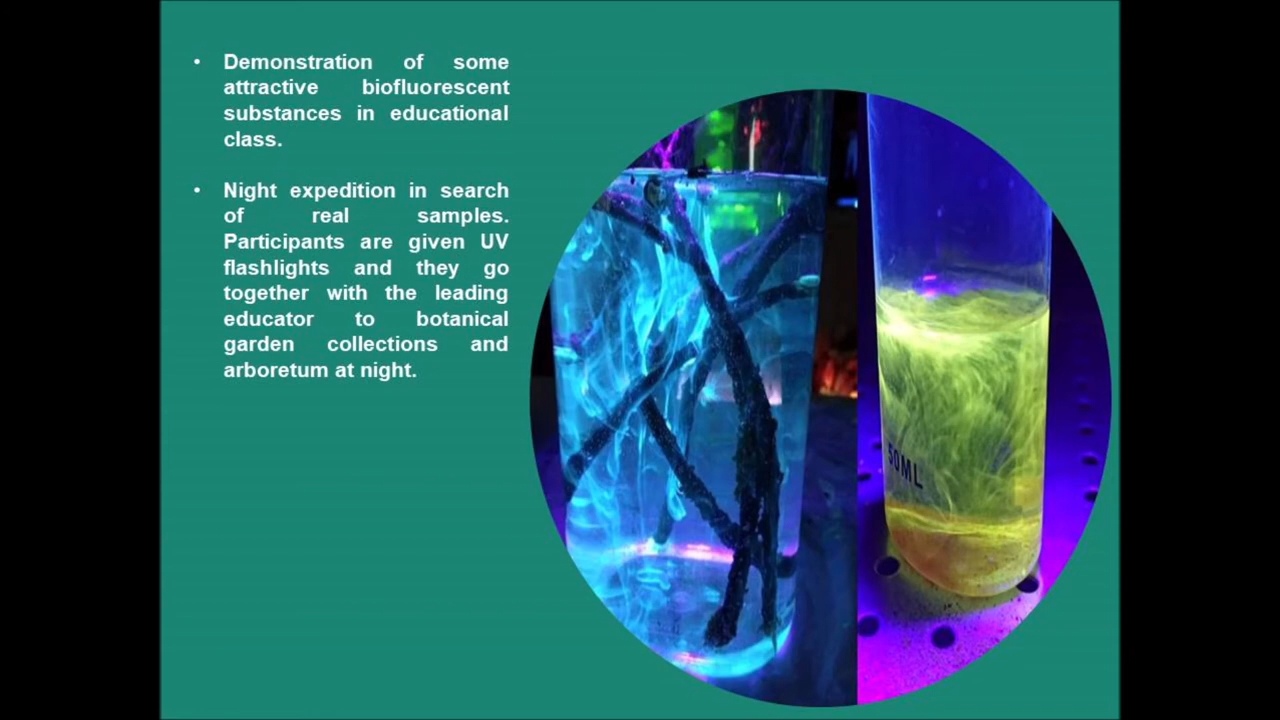 • Demonstration of some
attractive biofluorescent
substances in educational
class.
• Night expedition in search
of real samples.
Participants are given UV
flashlights and they go
together with the leading
educator to botanical
garden collections and
arboretum at night.
50ML